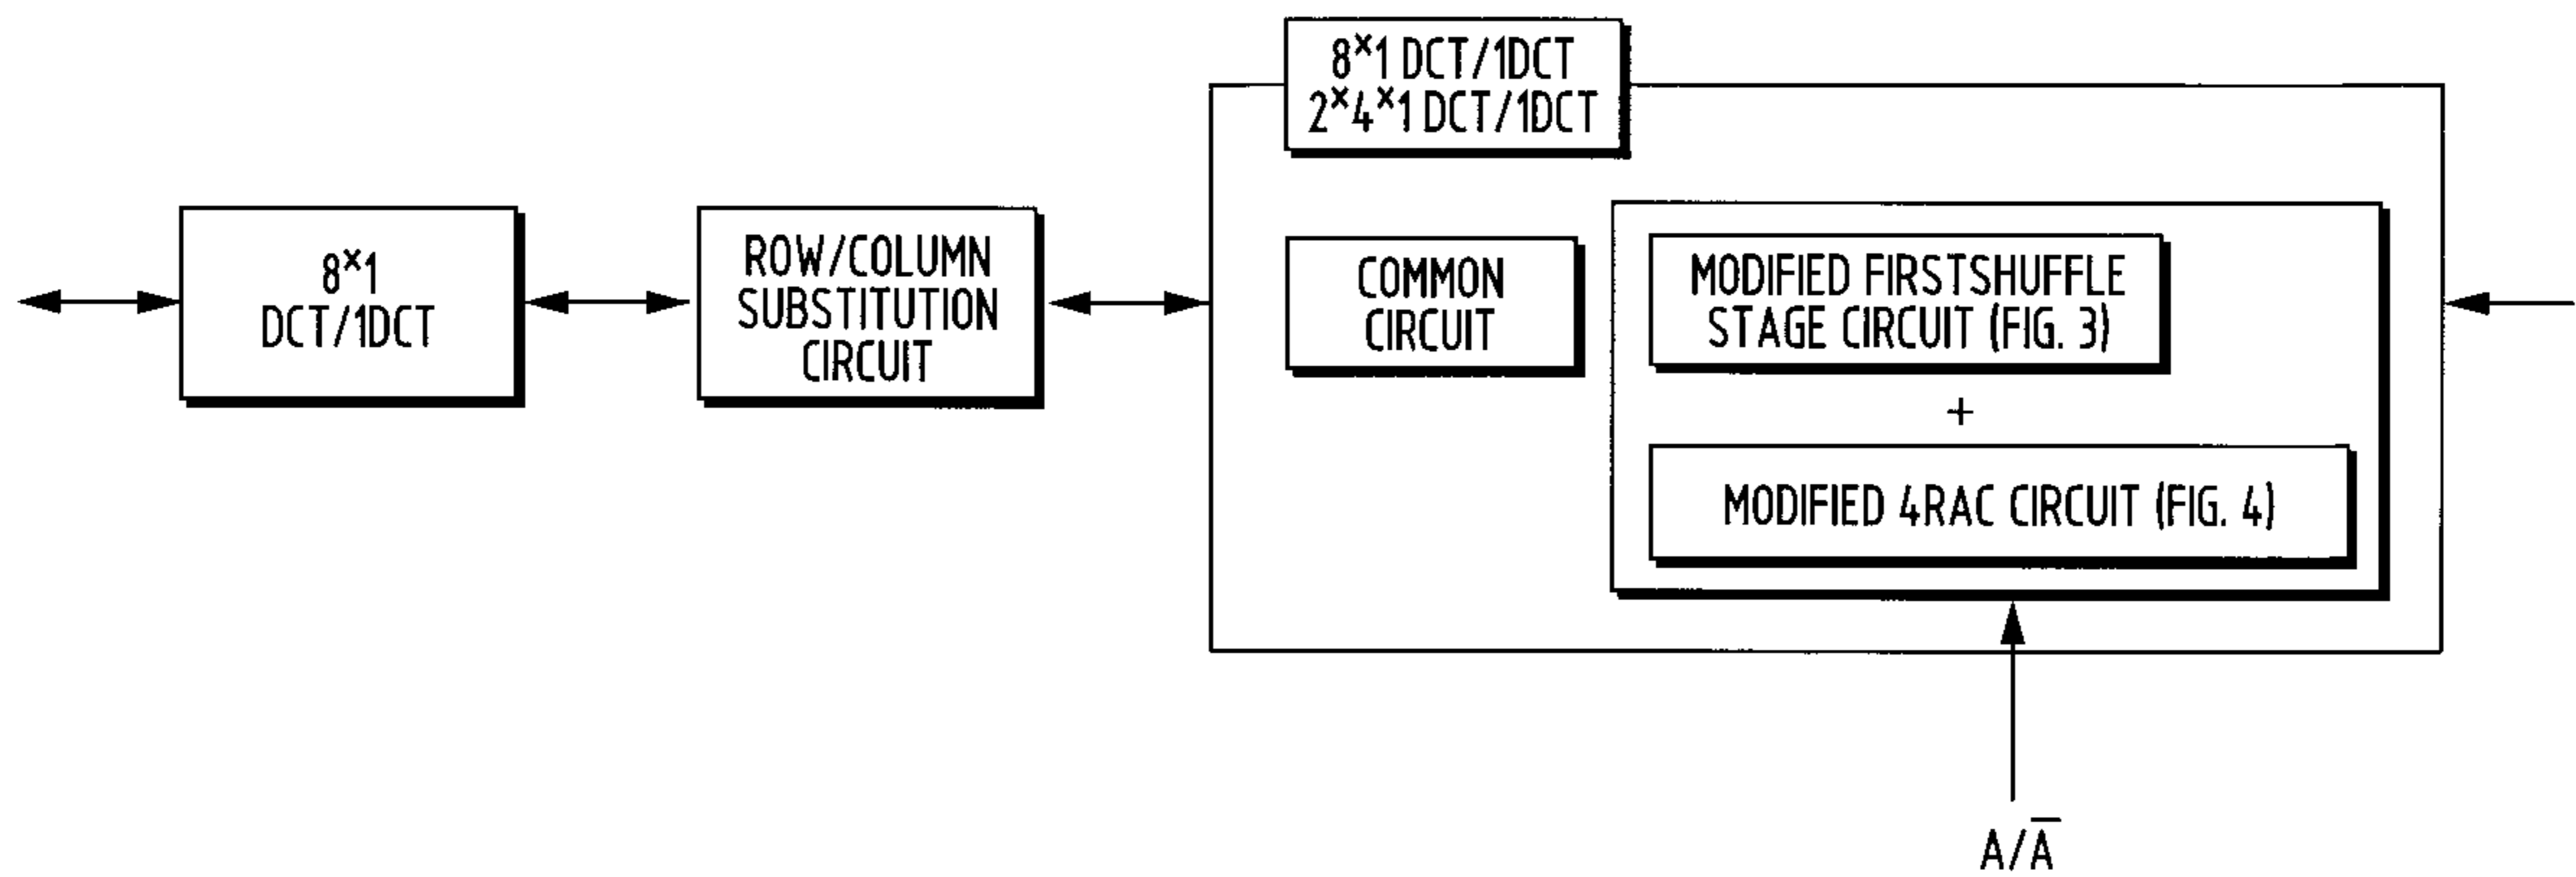 8×1 DCT/1DCT
2×4×1 DCT/1DCT
8×1
DCT/1DCT
ROW/COLUMN
SUBSTITUTION
CIRCUIT
COMMON
CIRCUIT
MODIFIED FIRSTSHUFFLE
STAGE CIRCUIT (FIG. 3)
+
MODIFIED 4RAC CIRCUIT (FIG. 4)
A/A̅